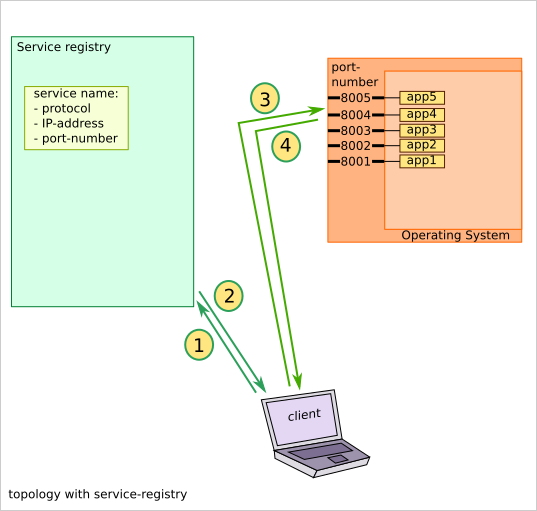 Service registry
service name:
- protocol
- IP-address
- port-number
port-
number
8005 app5
8004 app4
8003 app3
8002 app2
8001 app1
Operating System
3
4
2
1
client
topology with service-registry